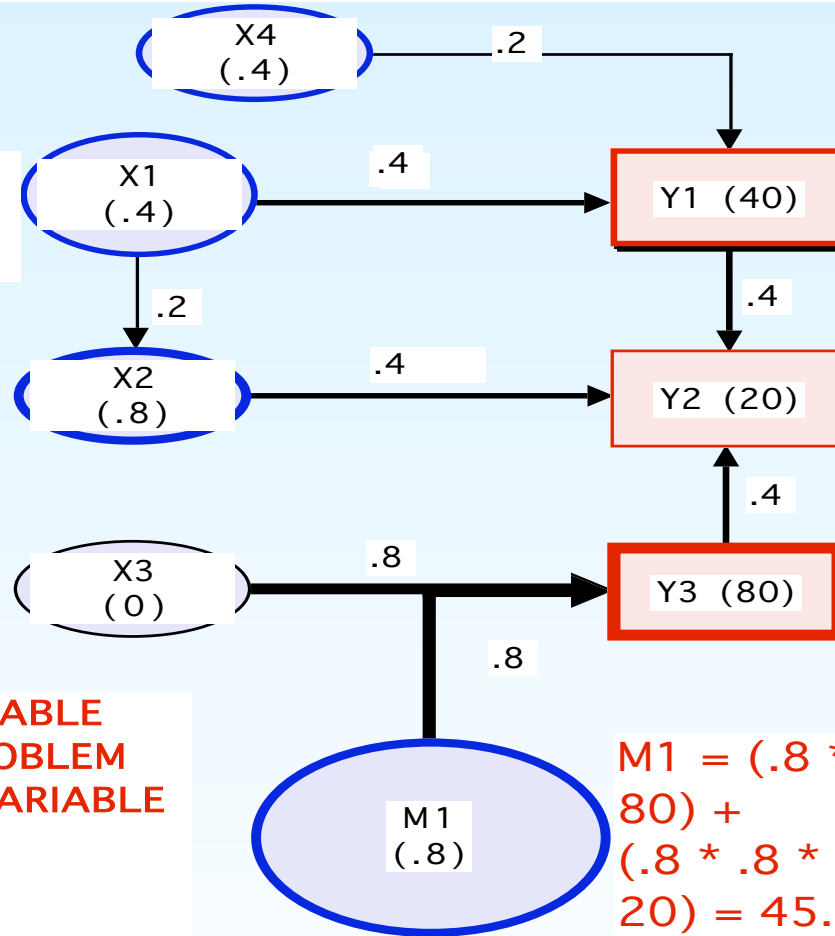 X4
(.4)
.2
X1
(.4)
.4
Y1 (40)
.2
.4
X2
(.8)
.4
Y2 (20)
.4
X3
(0)
.8
Y3 (80)
.8
ABLE
OBLEM
VARIABLE
M1
(.8)
M1 = (.8 *
80) +
(.8 * .8 *
20) = 45.